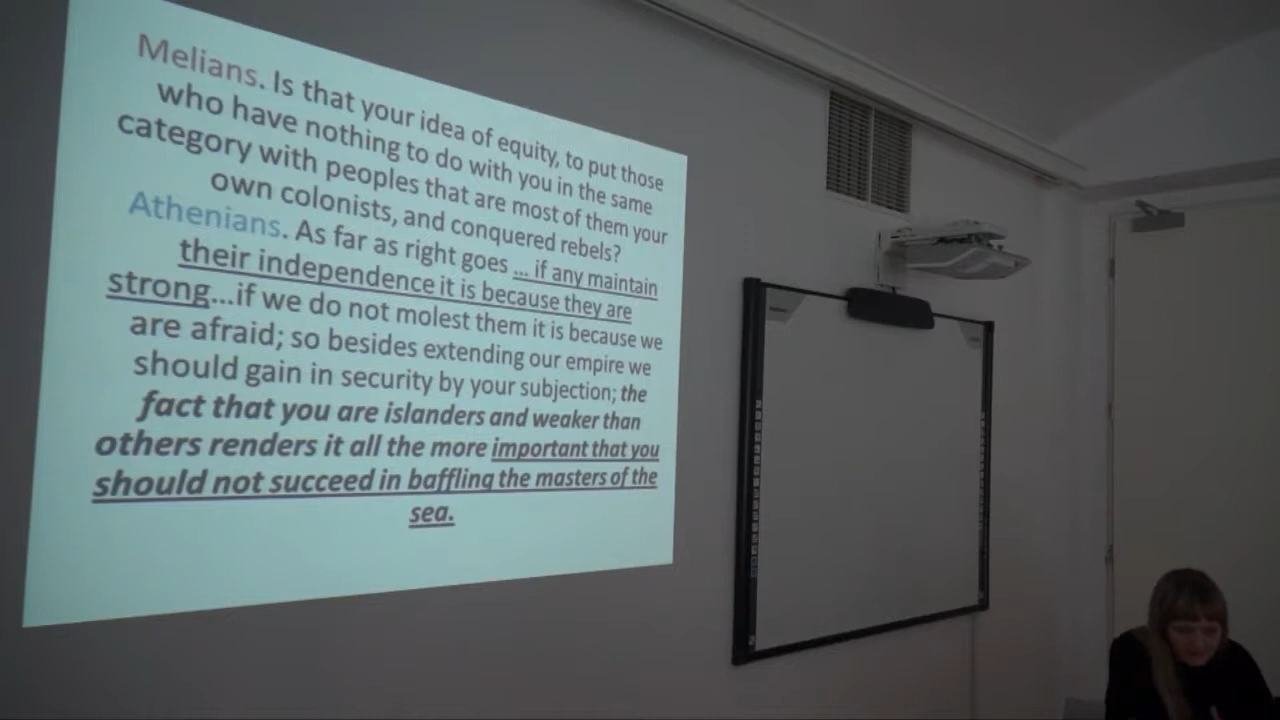 Melians. Is that your idea of equity, to put those
who have nothing to do with you in the same
category with peoples that are most of them your
own colonists, and conquered rebels?
Athenians. As far as right goes ... if any maintain
their independence it is because they are
strong...if we do not molest them it is because we
are afraid; so besides extending our empire we
should gain in security by your subjection; the
fact that you are islanders and weaker than
others renders it all the more important that you
should not succeed in baffling the masters of the
sea.